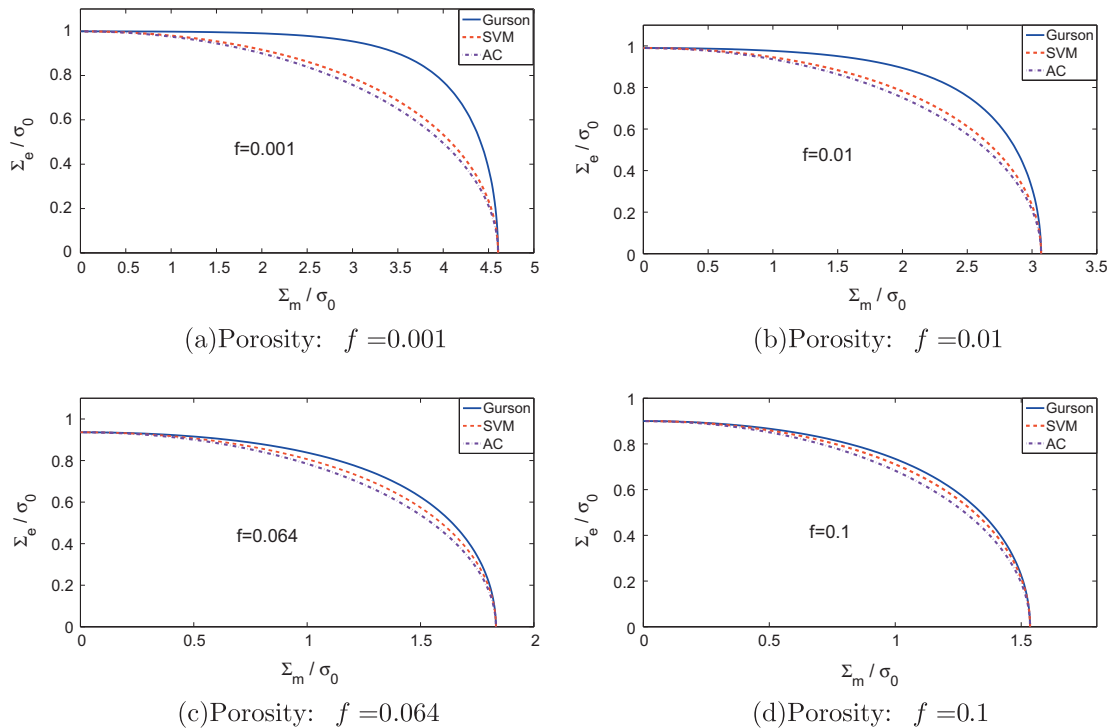 Gurson
SVM
AC
1
0.8
0.6
0.4
0.2
0
Σe / σ0
f=0.001
0 0.5 1 1.5 2 2.5 3 3.5 4 4.5 5
Σm / σ0
(a)Porosity: f =0.001
Gurson
SVM
AC
1
0.8
0.6
0.4
0.2
0
Σe / σ0
f=0.01
0 0.5 1 1.5 2 2.5 3 3.5
Σm / σ0
(b)Porosity: f =0.01
Gurson
SVM
AC
1
0.8
0.6
0.4
0.2
0
Σe / σ0
f=0.064
0 0.5 1 1.5 2
Σm / σ0
(c)Porosity: f =0.064
Gurson
SVM
AC
1
0.8
0.6
0.4
0.2
0
Σe / σ0
f=0.1
0 0.5 1 1.5
Σm / σ0
(d)Porosity: f =0.1